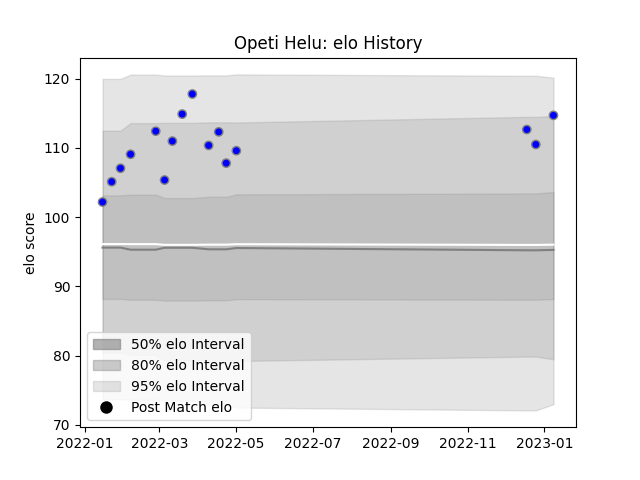 Opeti Helu: elo History
elo score
120
110
100
90
80
70
50% elo Interval
80% elo Interval
95% elo Interval
Post Match elo
2022-01 2022-03 2022-05 2022-07 2022-09 2022-11 2023-01